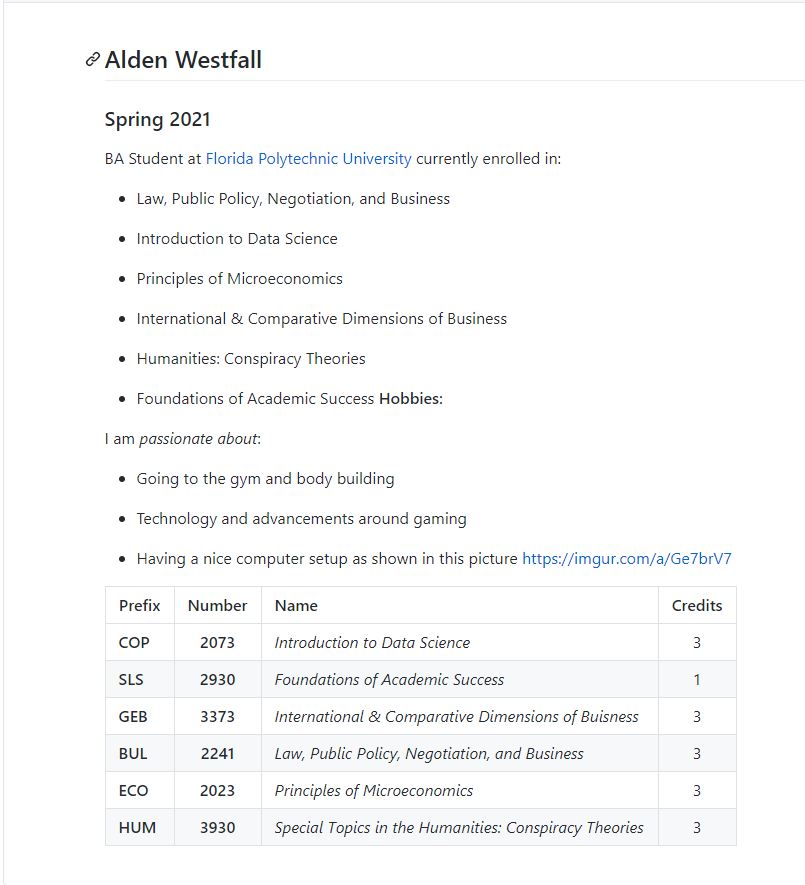 Alden Westfall
Spring 2021
BA Student at Florida Polytechnic University currently enrolled in:
Law, Public Policy, Negotiation, and Business
Introduction to Data Science
Principles of Microeconomics
International & Comparative Dimensions of Business
Humanities: Conspiracy Theories
Foundations of Academic Success Hobbies:
I am passionate about:
Going to the gym and body building
Technology and advancements around gaming
Having a nice computer setup as shown in this picture https://imgur.com/a/Ge7brV7
Prefix Number Name Credits
COP 2073 Introduction to Data Science 3
SLS 2930 Foundations of Academic Success 1
GEB 3373 International & Comparative Dimensions of Buisness 3
BUL 2241 Law, Public Policy, Negotiation, and Business 3
ECO 2023 Principles of Microeconomics 3
HUM 3930 Special Topics in the Humanities: Conspiracy Theories 3